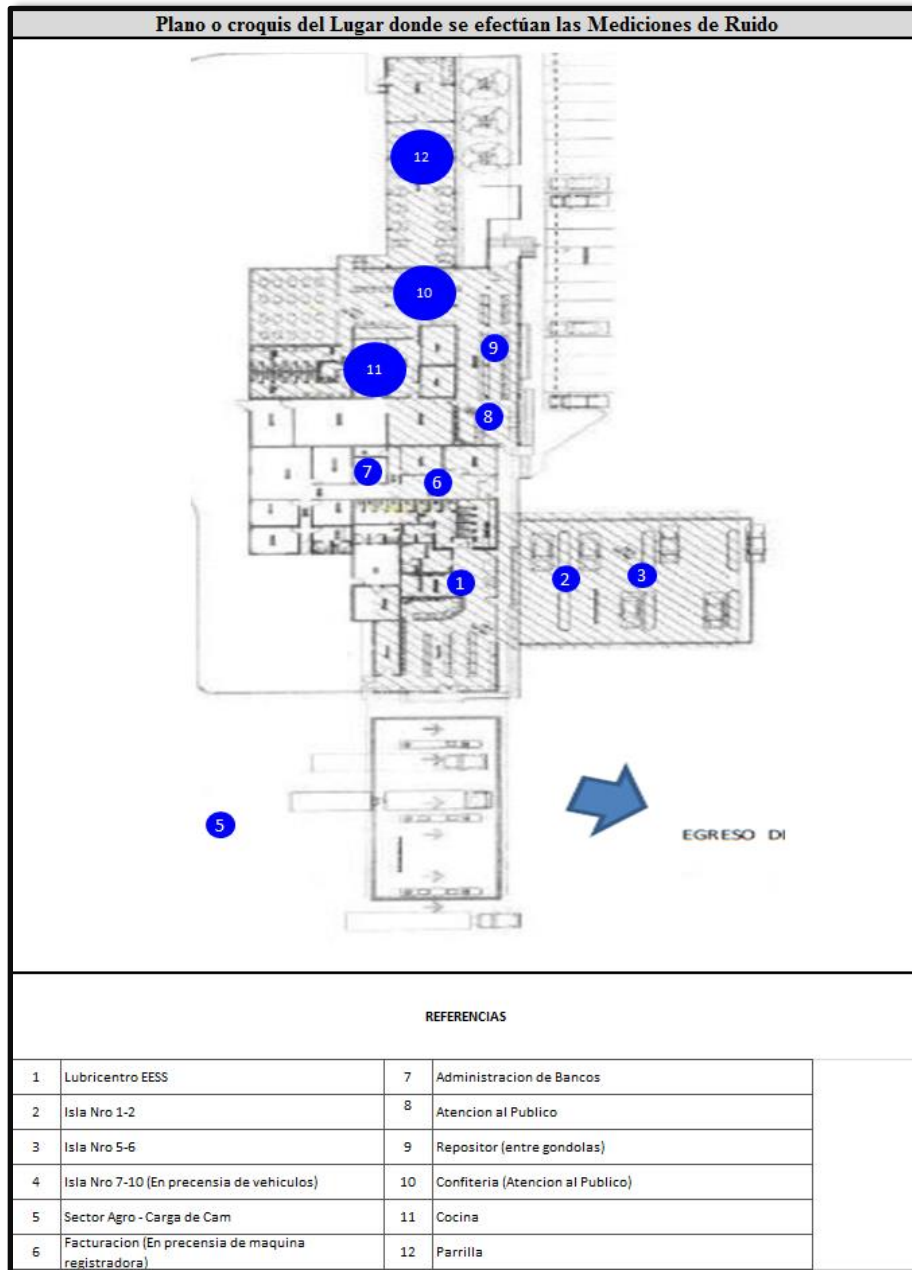 Plano o croquis del Lugar donde se efectúan las Mediciones de Ruido
12
10
9
11
8
7
6
1
2
3
5
EGRESO DI
REFERENCIAS
1 Lubricentro EESS 7 Administracion de Bancos
2 Isla Nro 1-2 8 Atencion al Publico
3 Isla Nro 5-6 9 Repositor (entre gondolas)
4 Isla Nro 7-10 (En precensia de vehiculos) 10 Confiteria (Atencion al Publico)
5 Sector Agro - Carga de Cam 11 Cocina
6 Facturacion (En precensia de maquina registradora) 12 Parrilla